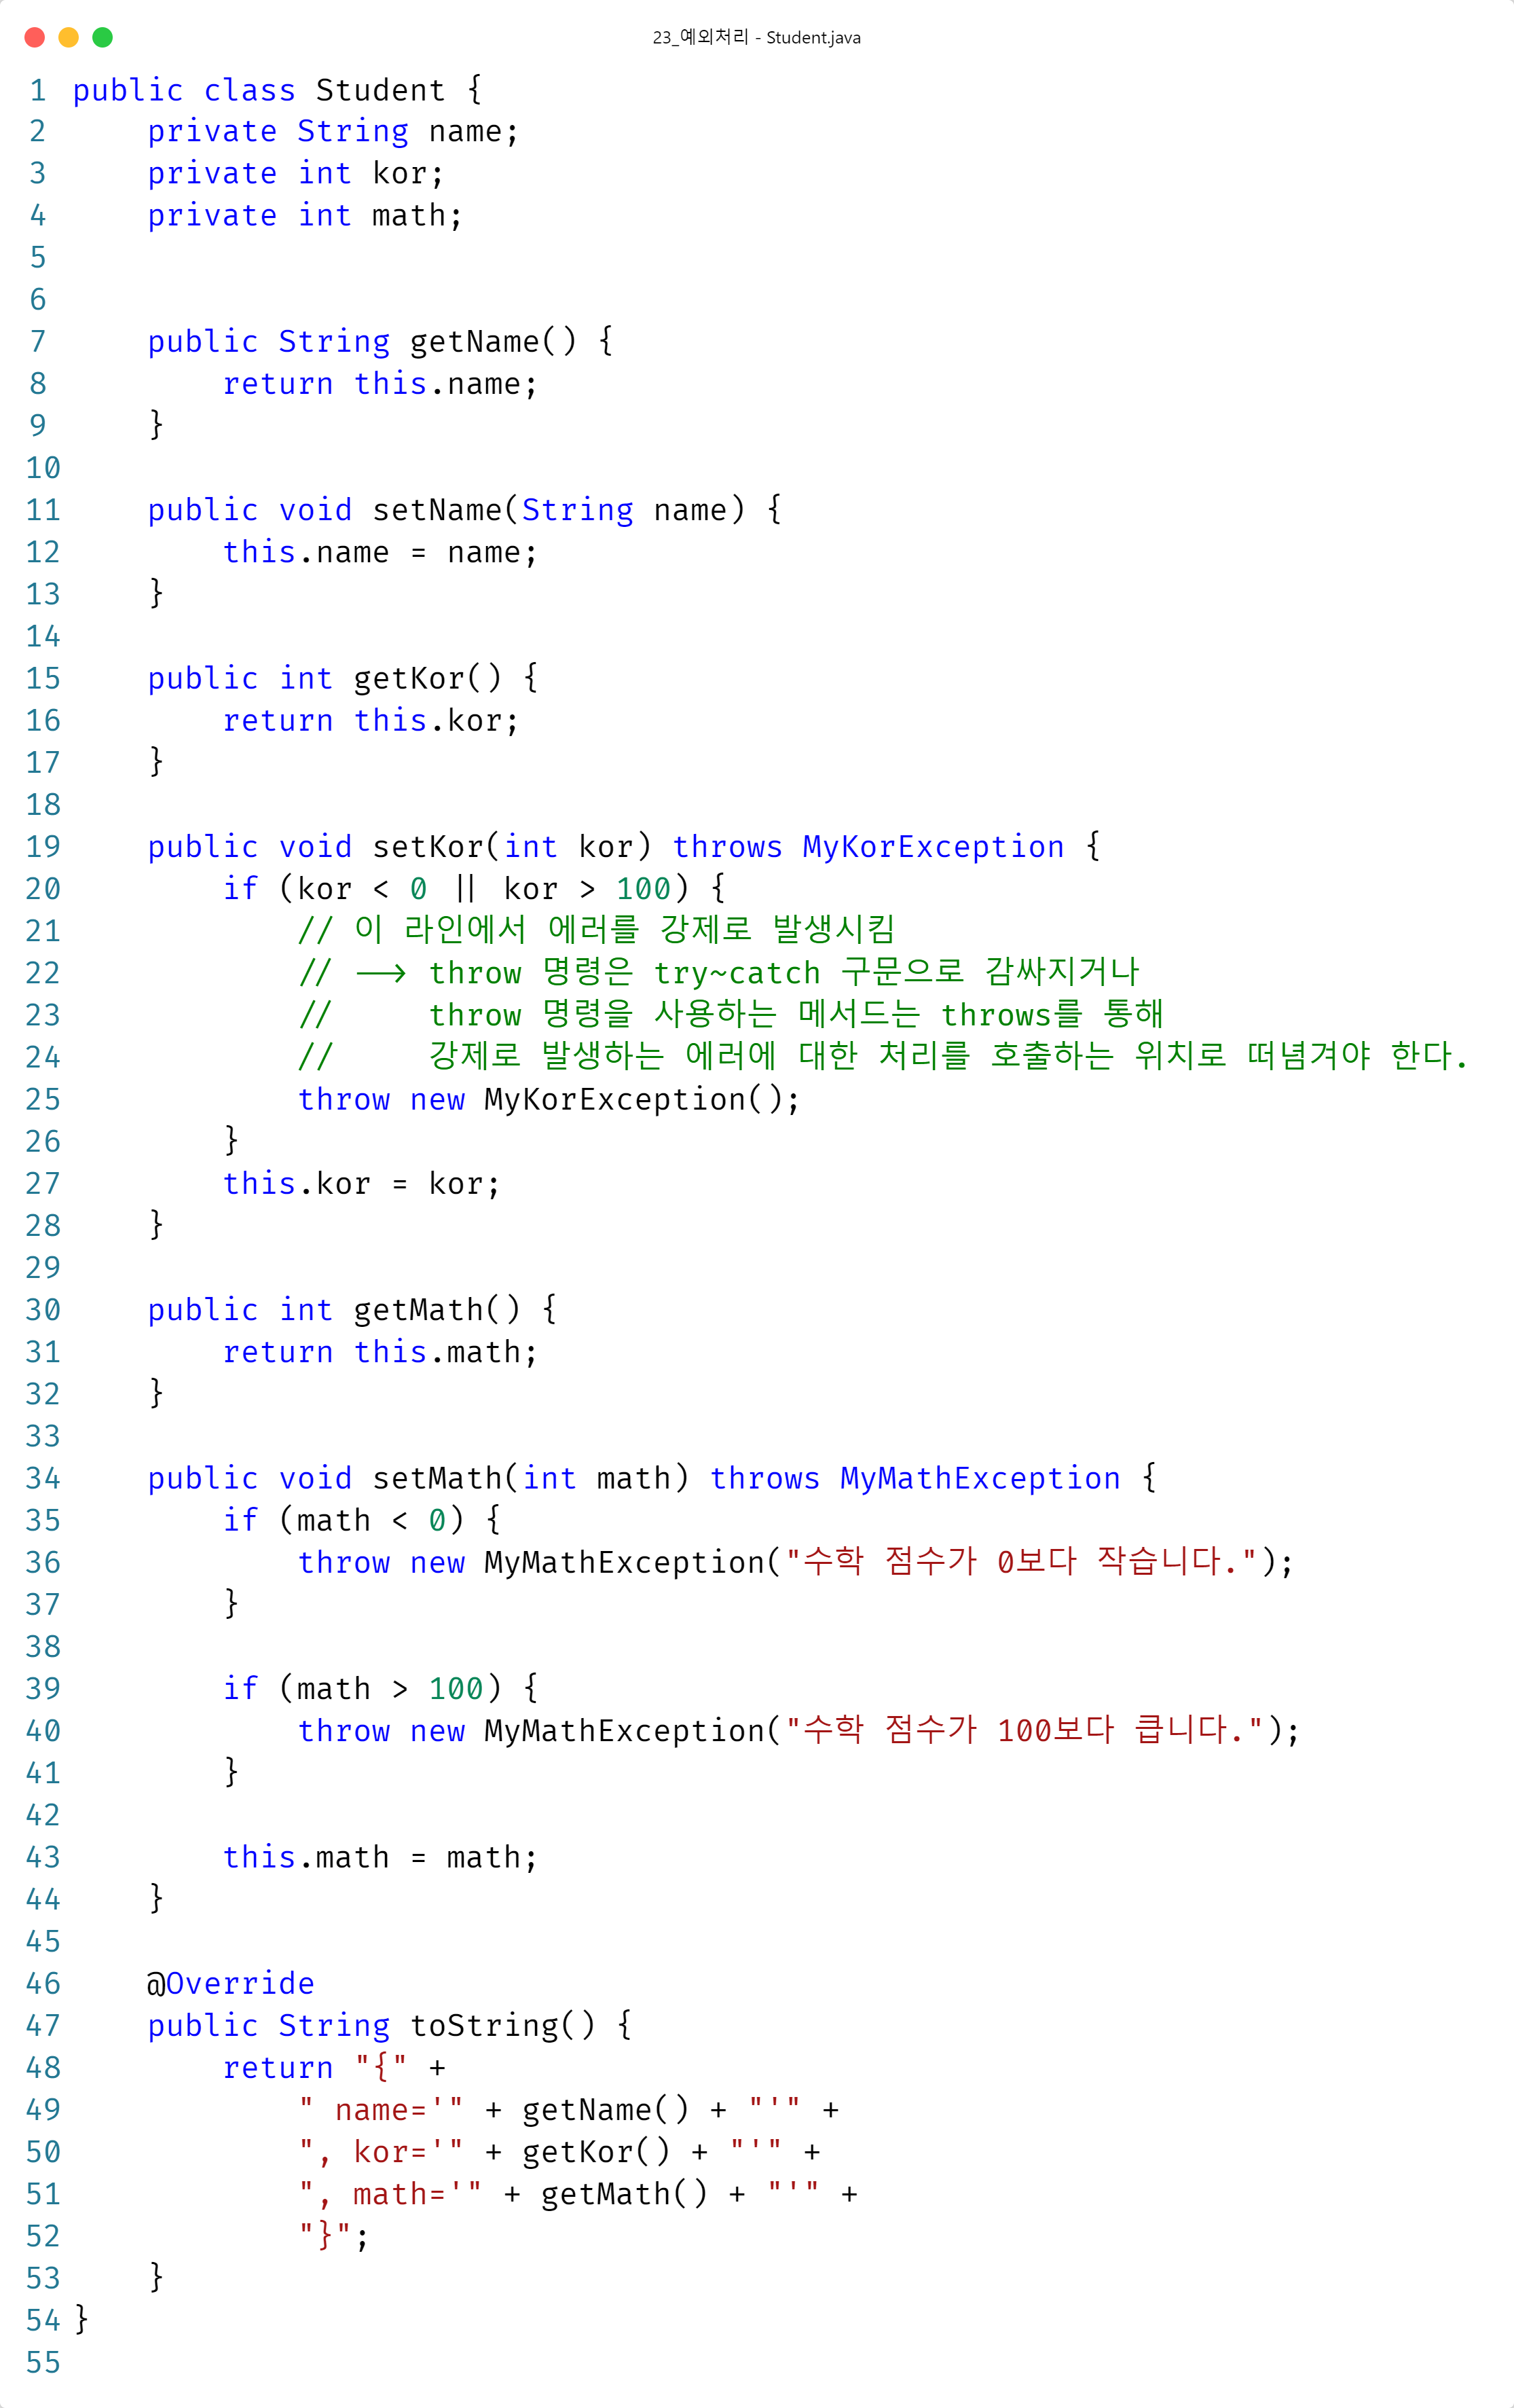 23_예외처리 - Student.java
1 public class Student {
2     private String name;
3     private int kor;
4     private int math;
5
6
7     public String getName() {
8         return this.name;
9     }
10
11     public void setName(String name) {
12         this.name = name;
13     }
14
15     public int getKor() {
16         return this.kor;
17     }
18
19     public void setKor(int kor) throws MyKorException {
20         if (kor < 0 || kor > 100) {
21             // 이 라인에서 에러를 강제로 발생시킴
22             // --> throw 명령은 try~catch 구문으로 감싸지거나
23             //     throw 명령을 사용하는 메서드는 throws를 통해
24             //     강제로 발생하는 에러에 대한 처리를 호출하는 위치로 떠념겨야 한다.
25             throw new MyKorException();
26         }
27         this.kor = kor;
28     }
29
30     public int getMath() {
31         return this.math;
32     }
33
34     public void setMath(int math) throws MyMathException {
35         if (math < 0) {
36             throw new MyMathException("수학 점수가 0보다 작습니다.");
37         }
38
39         if (math > 100) {
40             throw new MyMathException("수학 점수가 100보다 큽니다.");
41         }
42
43         this.math = math;
44     }
45
46     @Override
47     public String toString() {
48         return "{" +
49             " name='" + getName() + "'" +
50             ", kor='" + getKor() + "'" +
51             ", math='" + getMath() + "'" +
52             "}";
53     }
54 }
55